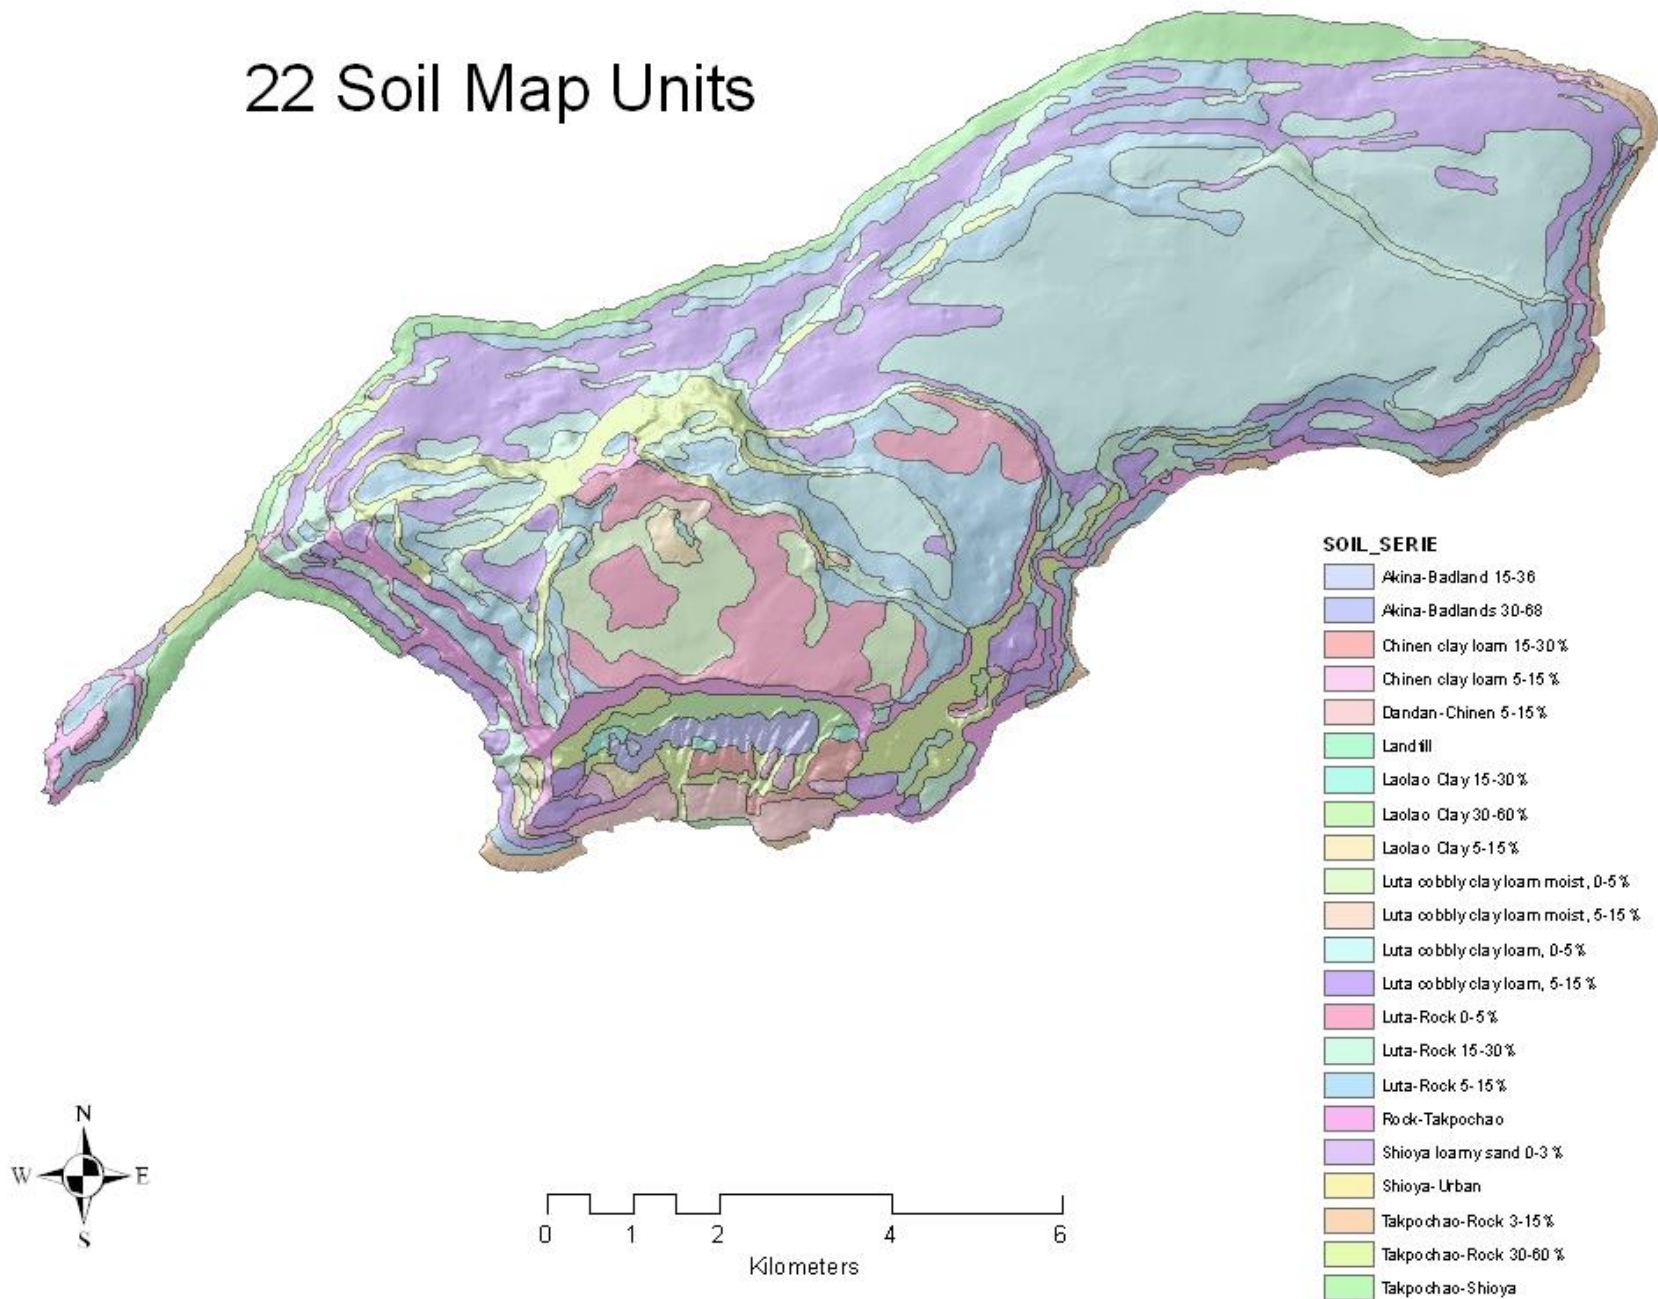 22 Soil Map Units
SOIL_SERIE
Akina-Badland 15-36
Akina-Badlands 30-68
Chinen clay loam 15-30%
Chinen clay loam 5-15 %
Dandan-Chinen 5-15%
Landfill
Laolao Clay 15-30%
Laolao Clay 30-60%
Laolao Clay 5-15%
Luta cobbly clay loam moist, 0-5%
Luta cobbly clay loam moist, 5-15 %
Luta cobbly clay loam, 0-5%
Luta cobbly clay loam, 5-15 %
Luta-Rock 0-5%
Luta-Rock 15-30%
Luta-Rock 5-15%
Rock-Takpochao
Shioya loamy sand 0-3 %
Shioya-Urban
Takpochao-Rock 3-15%
Takpochao-Rock 30-60 %
Takpochao-Shioya
N
W E
S
0 1 2 4 6
Kilometers